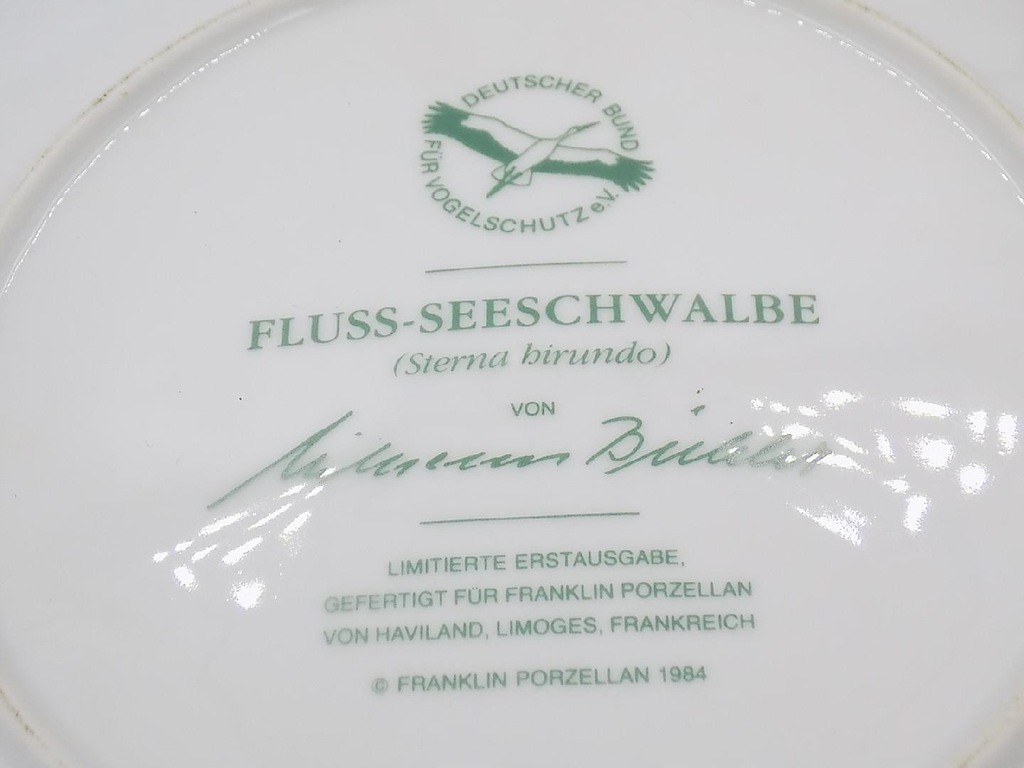 DEUTSCHER BUND
FÜR VOGELSCHUTZ e.V.
FLUSS-SEESCHWALBE
(Sterna hirundo)
VON
LIMITIERTE ERSTAUSGABE,
GEFERTIGT FÜR FRANKLIN PORZELLAN
VON HAVILAND, LIMOGES, FRANKREICH
© FRANKLIN PORZELLAN 1984